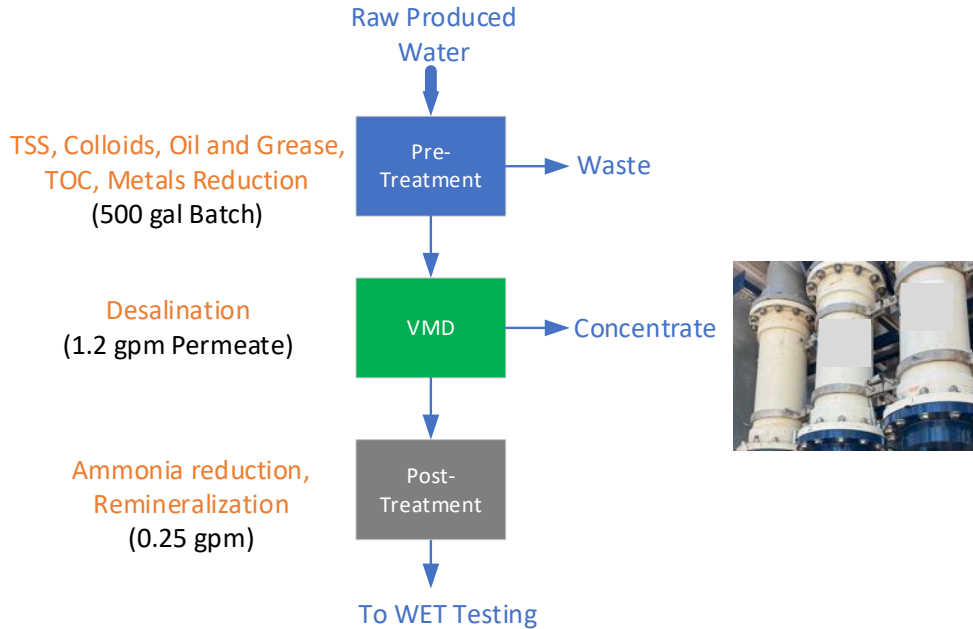 Raw Produced
Water
TSS, Colloids, Oil and Grease,
TOC, Metals Reduction
(500 gal Batch)
Pre-
Treatment
Waste
Desalination
(1.2 gpm Permeate)
VMD
Concentrate
Ammonia reduction,
Remineralization
(0.25 gpm)
Post-
Treatment
To WET Testing